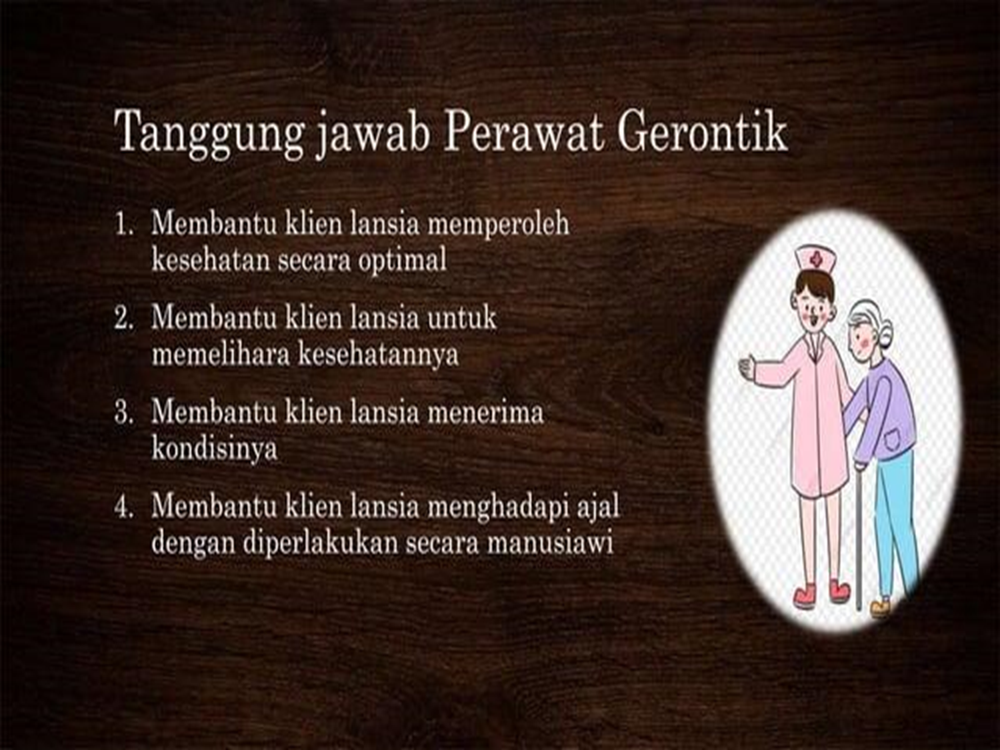 Tanggung jawab Perawat Gerontik
1. Membantu klien lansia memperoleh
kesehatan secara optimal
2. Membantu klien lansia untuk
memelihara kesehatannya
3. Membantu klien lansia menerima
kondisinya
4. Membantu klien lansia menghadapi ajal
dengan diperlakukan secara manusiawi